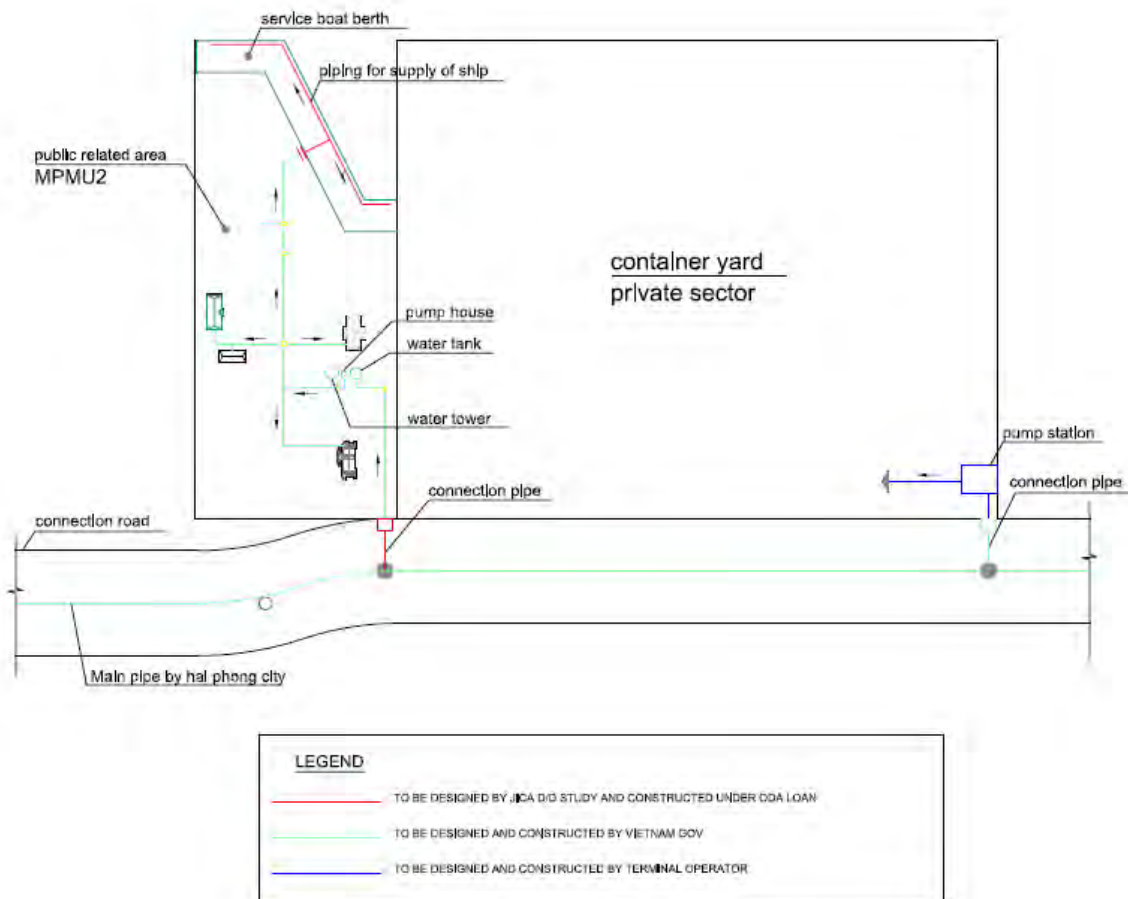 service boat berth
piping for supply of ship
public related area
MPMU2
container yard
private sector
pump house
water tank
water tower
pump station
connection pipe
connection pipe
connection road
Main pipe by hai phong city
LEGEND
TO BE DESIGNED BY JICA D/D STUDY AND CONSTRUCTED UNDER ODA LOAN
TO BE DESIGNED AND CONSTRUCTED BY VIETNAM GOV
TO BE DESIGNED AND CONSTRUCTED BY TERMINAL OPERATOR